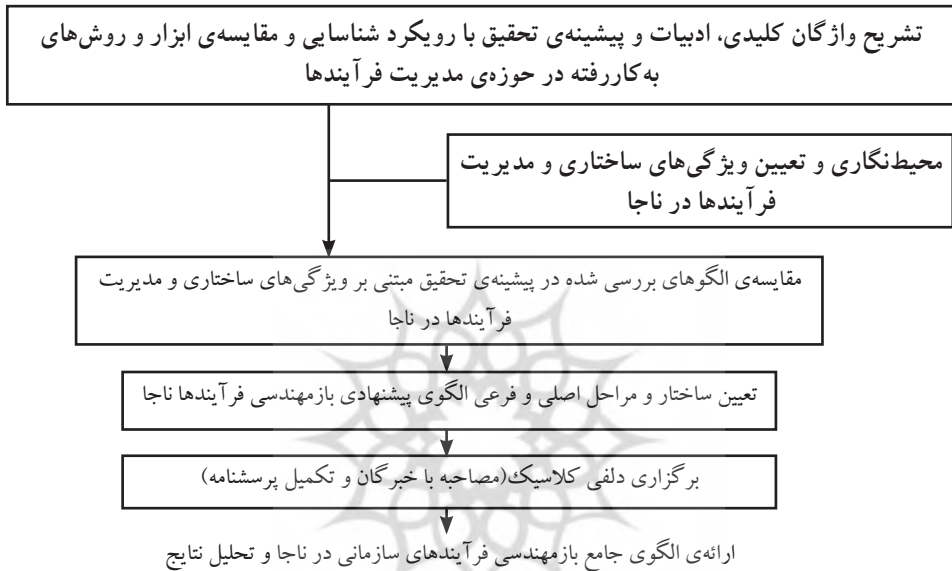 تشریح واژگان کلیدی، ادبیات و پیشینه‌ی تحقیق با رویکرد شناسایی و مقایسه‌ی ابزار و روش‌های
به‌کاررفته در حوزه‌ی مدیریت فرآیندها
محیط‌نگاری و تعیین ویژگی‌های ساختاری و مدیریت
فرآیندها در ناجا
مقایسه‌ی الگوهای بررسی شده در پیشینه‌ی تحقیق مبتنی بر ویژگی‌های ساختاری و مدیریت
فرآیندها در ناجا
تعیین ساختار و مراحل اصلی و فرعی الگوی پیشنهادی بازمهندسی فرآیندها ناجا
برگزاری دلفی کلاسیک(مصاحبه با خبرگان و تکمیل پرسشنامه)
ارائه‌ی الگوی جامع بازمهندسی فرآیندهای سازمانی در ناجا و تحلیل نتایج